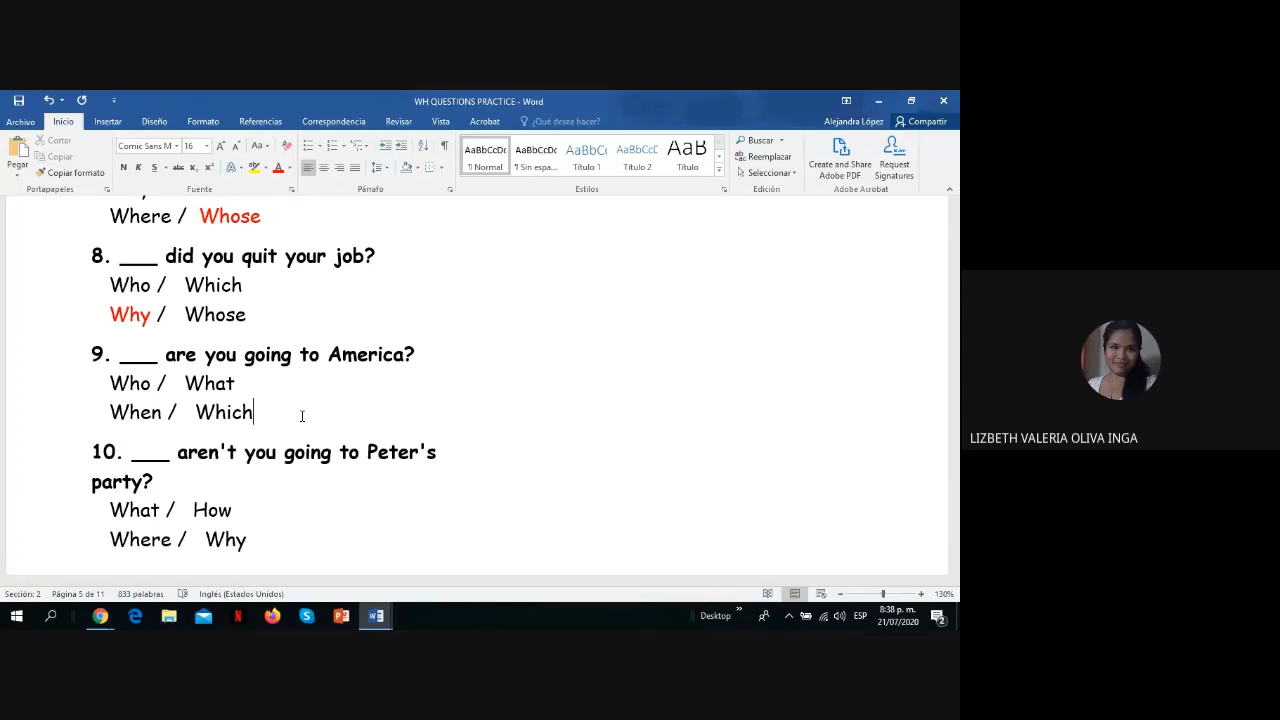 WH QUESTIONS PRACTICE - Word
Archivo Inicio Insertar Diseño Formato Referencias Correspondencia Revisar Vista Acrobat ¿Qué desea hacer? Alejandra López Compartir
Pegar
Cortar
Copiar
Copiar formato
Portapapeles
Comic Sans M 16
N K S abc x₂ x²
Fuente
Párrafo
AaBbCcDc AaBbCcDc AaBbCc AaBbCcC AaB
¶ Normal ¶ Sin espa... Título 1 Título 2 Título
Estilos
Buscar
Reemplazar
Seleccionar
Edición
Create and Share Adobe PDF
Request Signatures
Adobe Acrobat
Where / Whose
8. ___ did you quit your job?
Who / Which
Why / Whose
9. ___ are you going to America?
Who / What
When / Which
10. ___ aren't you going to Peter's
party?
What / How
Where / Why
LIZBETH VALERIA OLIVA INGA
Sección: 2 Página 5 de 11 833 palabras Inglés (Estados Unidos) 130%
Desktop ESP 8:38 p. m.
21/07/2020
2